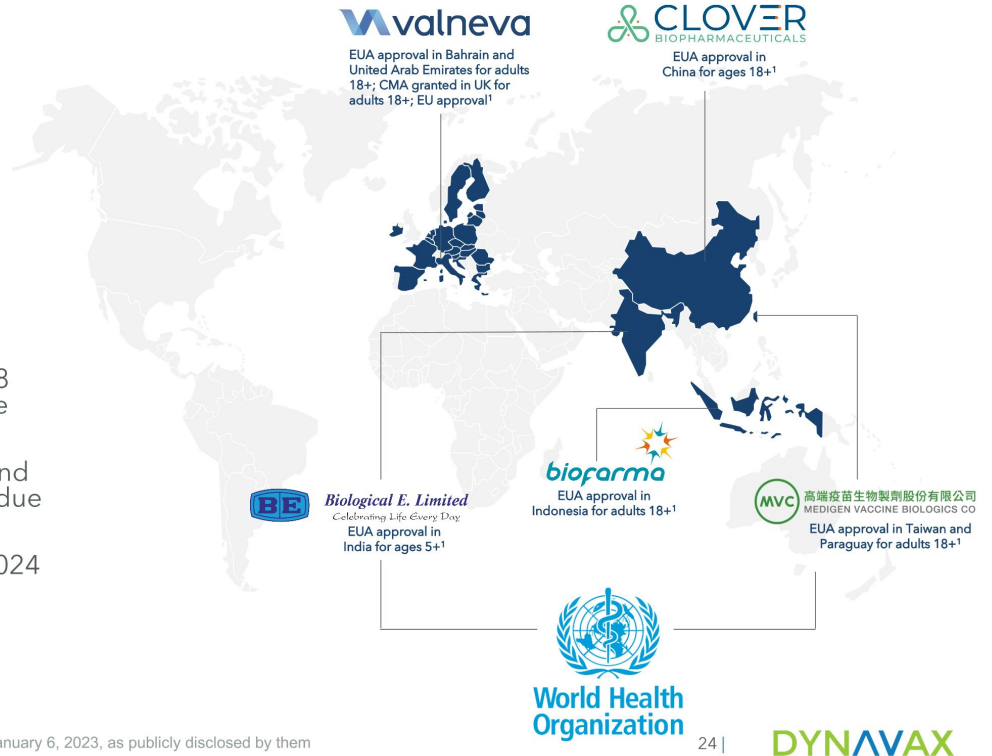 valneva
EUA approval in Bahrain and
United Arab Emirates for adults
18+; CMA granted in UK for
adults 18+; EU approval¹
CLOVER
BIOPHARMACEUTICALS
EUA approval in
China for ages 18+¹
8
e
nd
due
024
BE
Biological E. Limited
Celebrating Life Every Day
EUA approval in
India for ages 5+¹
biofarma
EUA approval in
Indonesia for adults 18+¹
MVC
高端疫苗生物製劑股份有限公司
MEDIGEN VACCINE BIOLOGICS CO
EUA approval in Taiwan and
Paraguay for adults 18+¹
World Health
Organization
anuary 6, 2023, as publicly disclosed by them
24 |
DYNAVAX